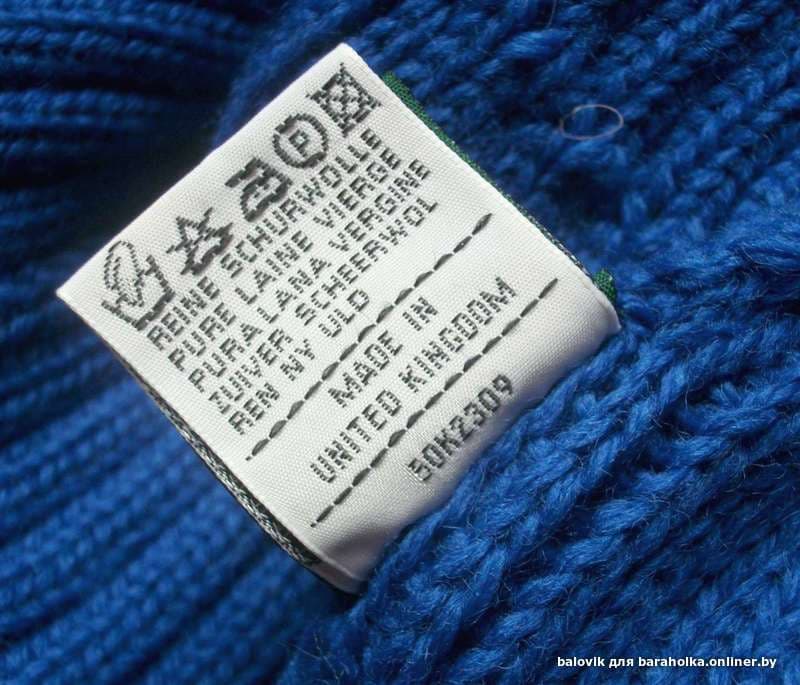 P
REINE SCHURWOLLE
PURE LAINE VIERGE
PURA LANA VERGINE
ZUIVER SCHEERWOL
REN NY ULD
MADE IN
UNITED KINGDOM
50K2309
balovik для baraholka.onliner.by